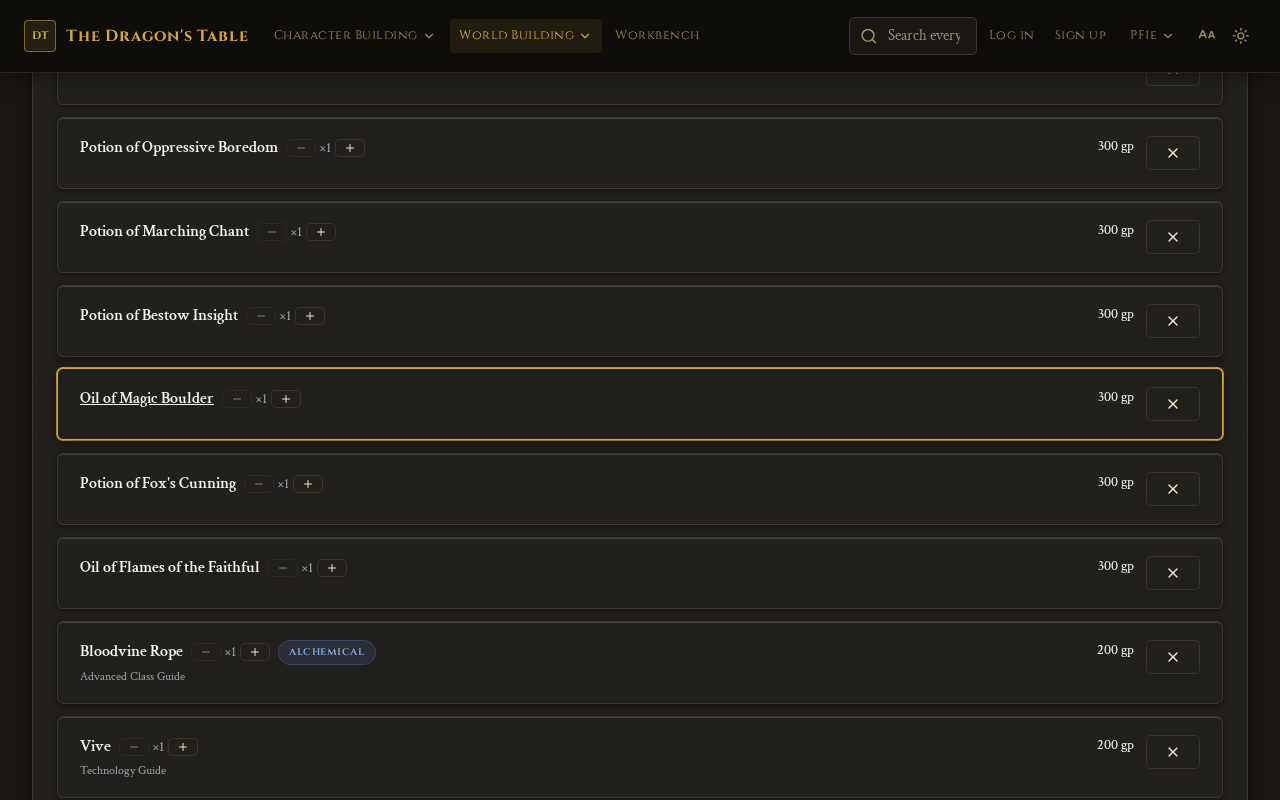 DT The Dragon's Table Character Building World Building Workbench Search every Log in Sign up PF1e AA
Potion of Oppressive Boredom − ×1 + 300 gp ×
Potion of Marching Chant − ×1 + 300 gp ×
Potion of Bestow Insight − ×1 + 300 gp ×
Oil of Magic Boulder − ×1 + 300 gp ×
Potion of Fox's Cunning − ×1 + 300 gp ×
Oil of Flames of the Faithful − ×1 + 300 gp ×
Bloodvine Rope − ×1 + ALCHEMICAL 200 gp ×
Advanced Class Guide
Vive − ×1 + 200 gp ×
Technology Guide